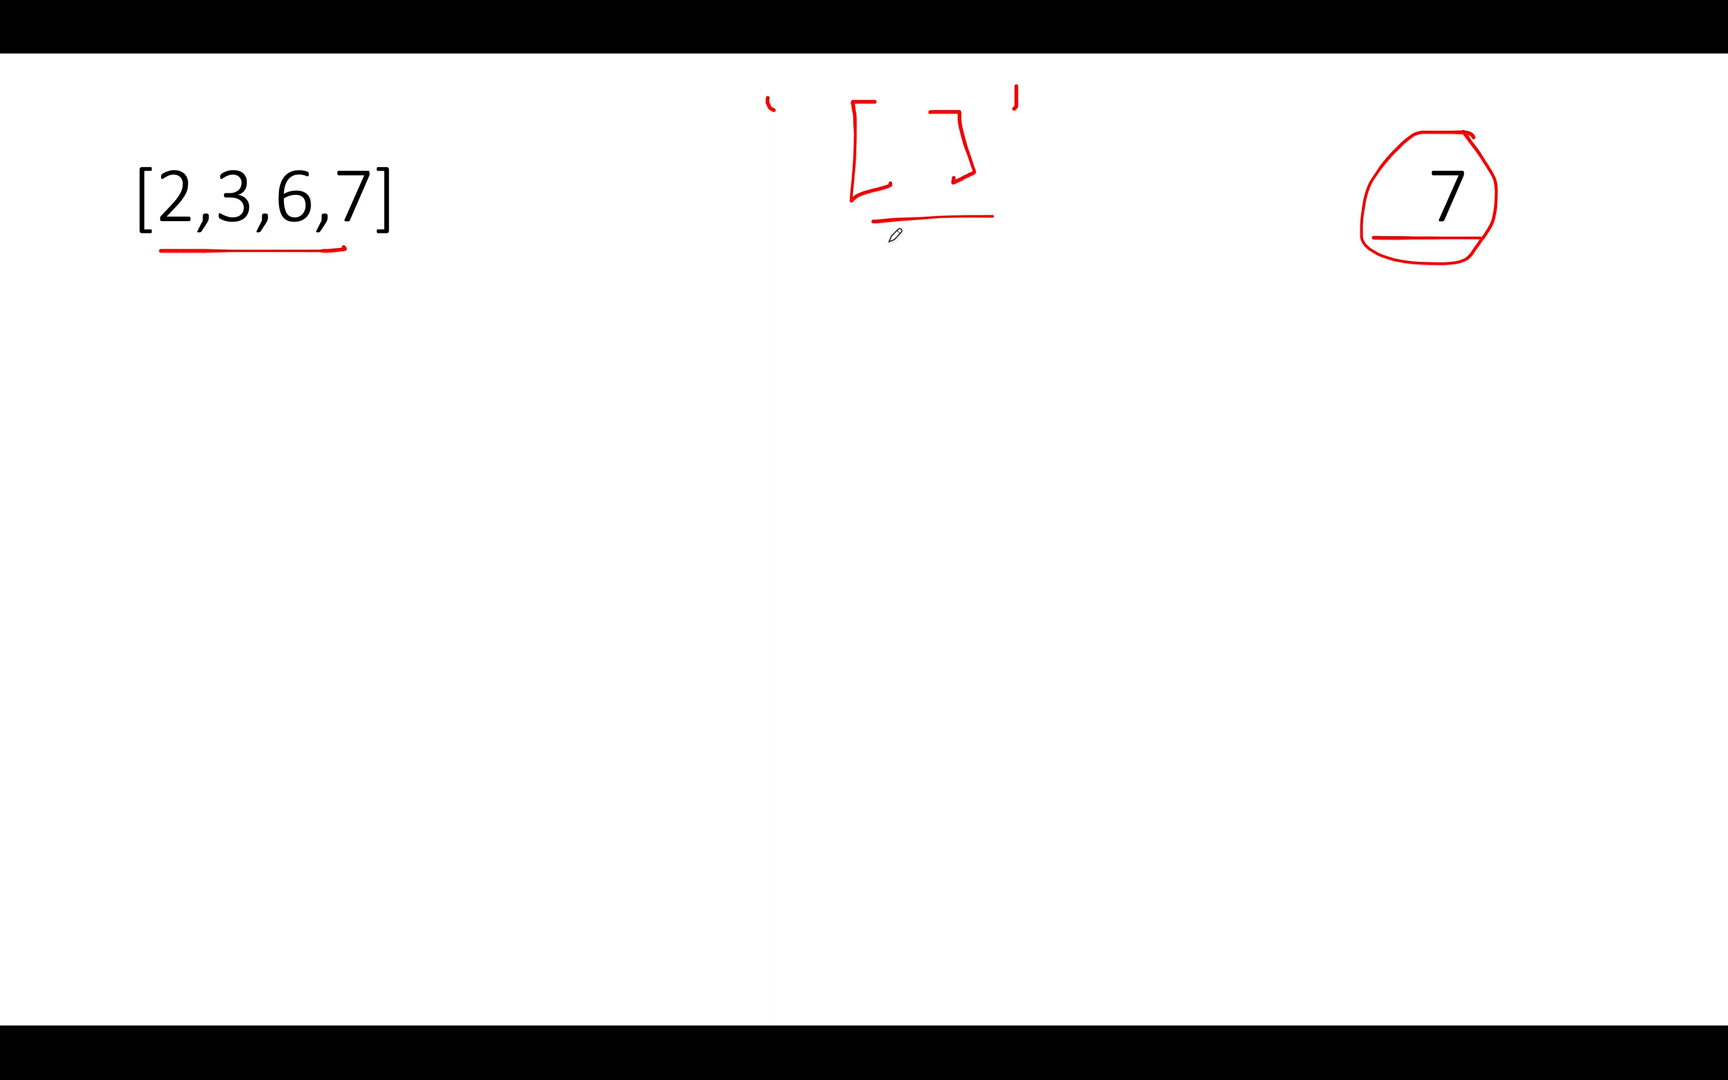 [2,3,6,7] ' [ ] ' 7